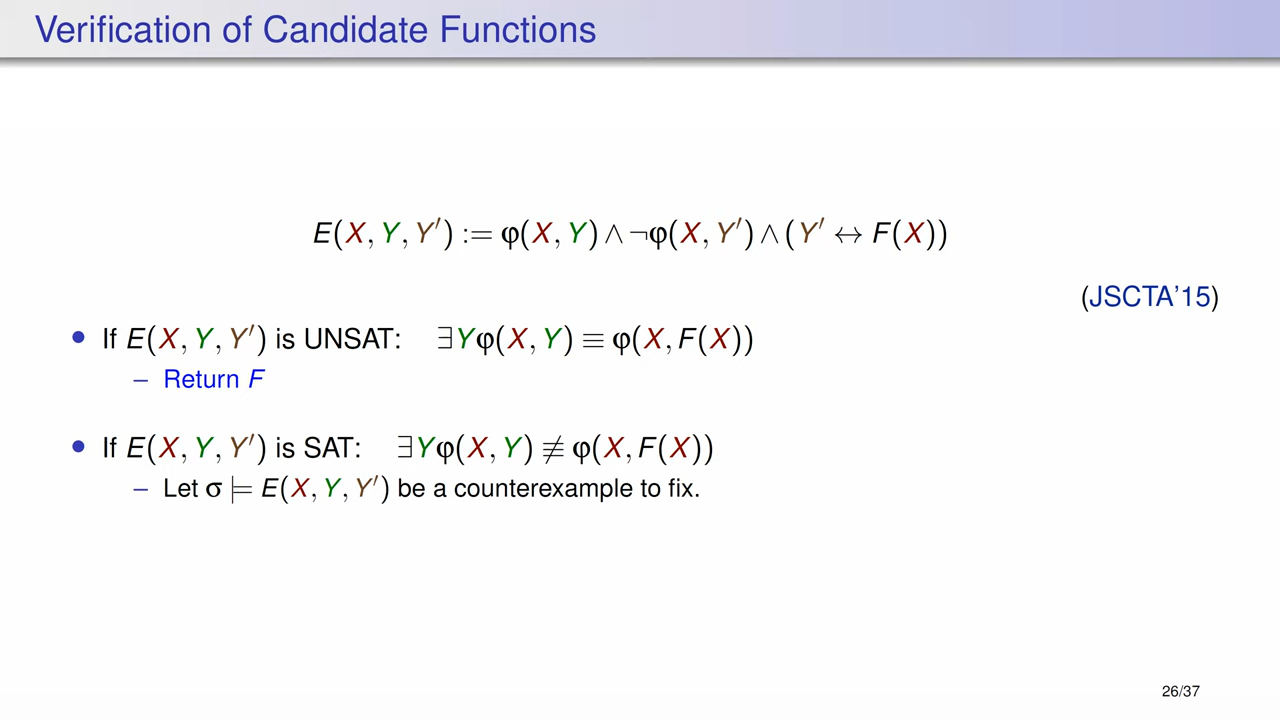 Verification of Candidate Functions
E(X, Y, Y′) := φ(X, Y) ∧ ¬φ(X, Y′) ∧ (Y′ ↔ F(X))
(JSCTA’15)
• If E(X, Y, Y′) is UNSAT: ∃Yφ(X, Y) ≡ φ(X, F(X))
– Return F
• If E(X, Y, Y′) is SAT: ∃Yφ(X, Y) ≢ φ(X, F(X))
– Let σ ⊨ E(X, Y, Y′) be a counterexample to fix.
26/37